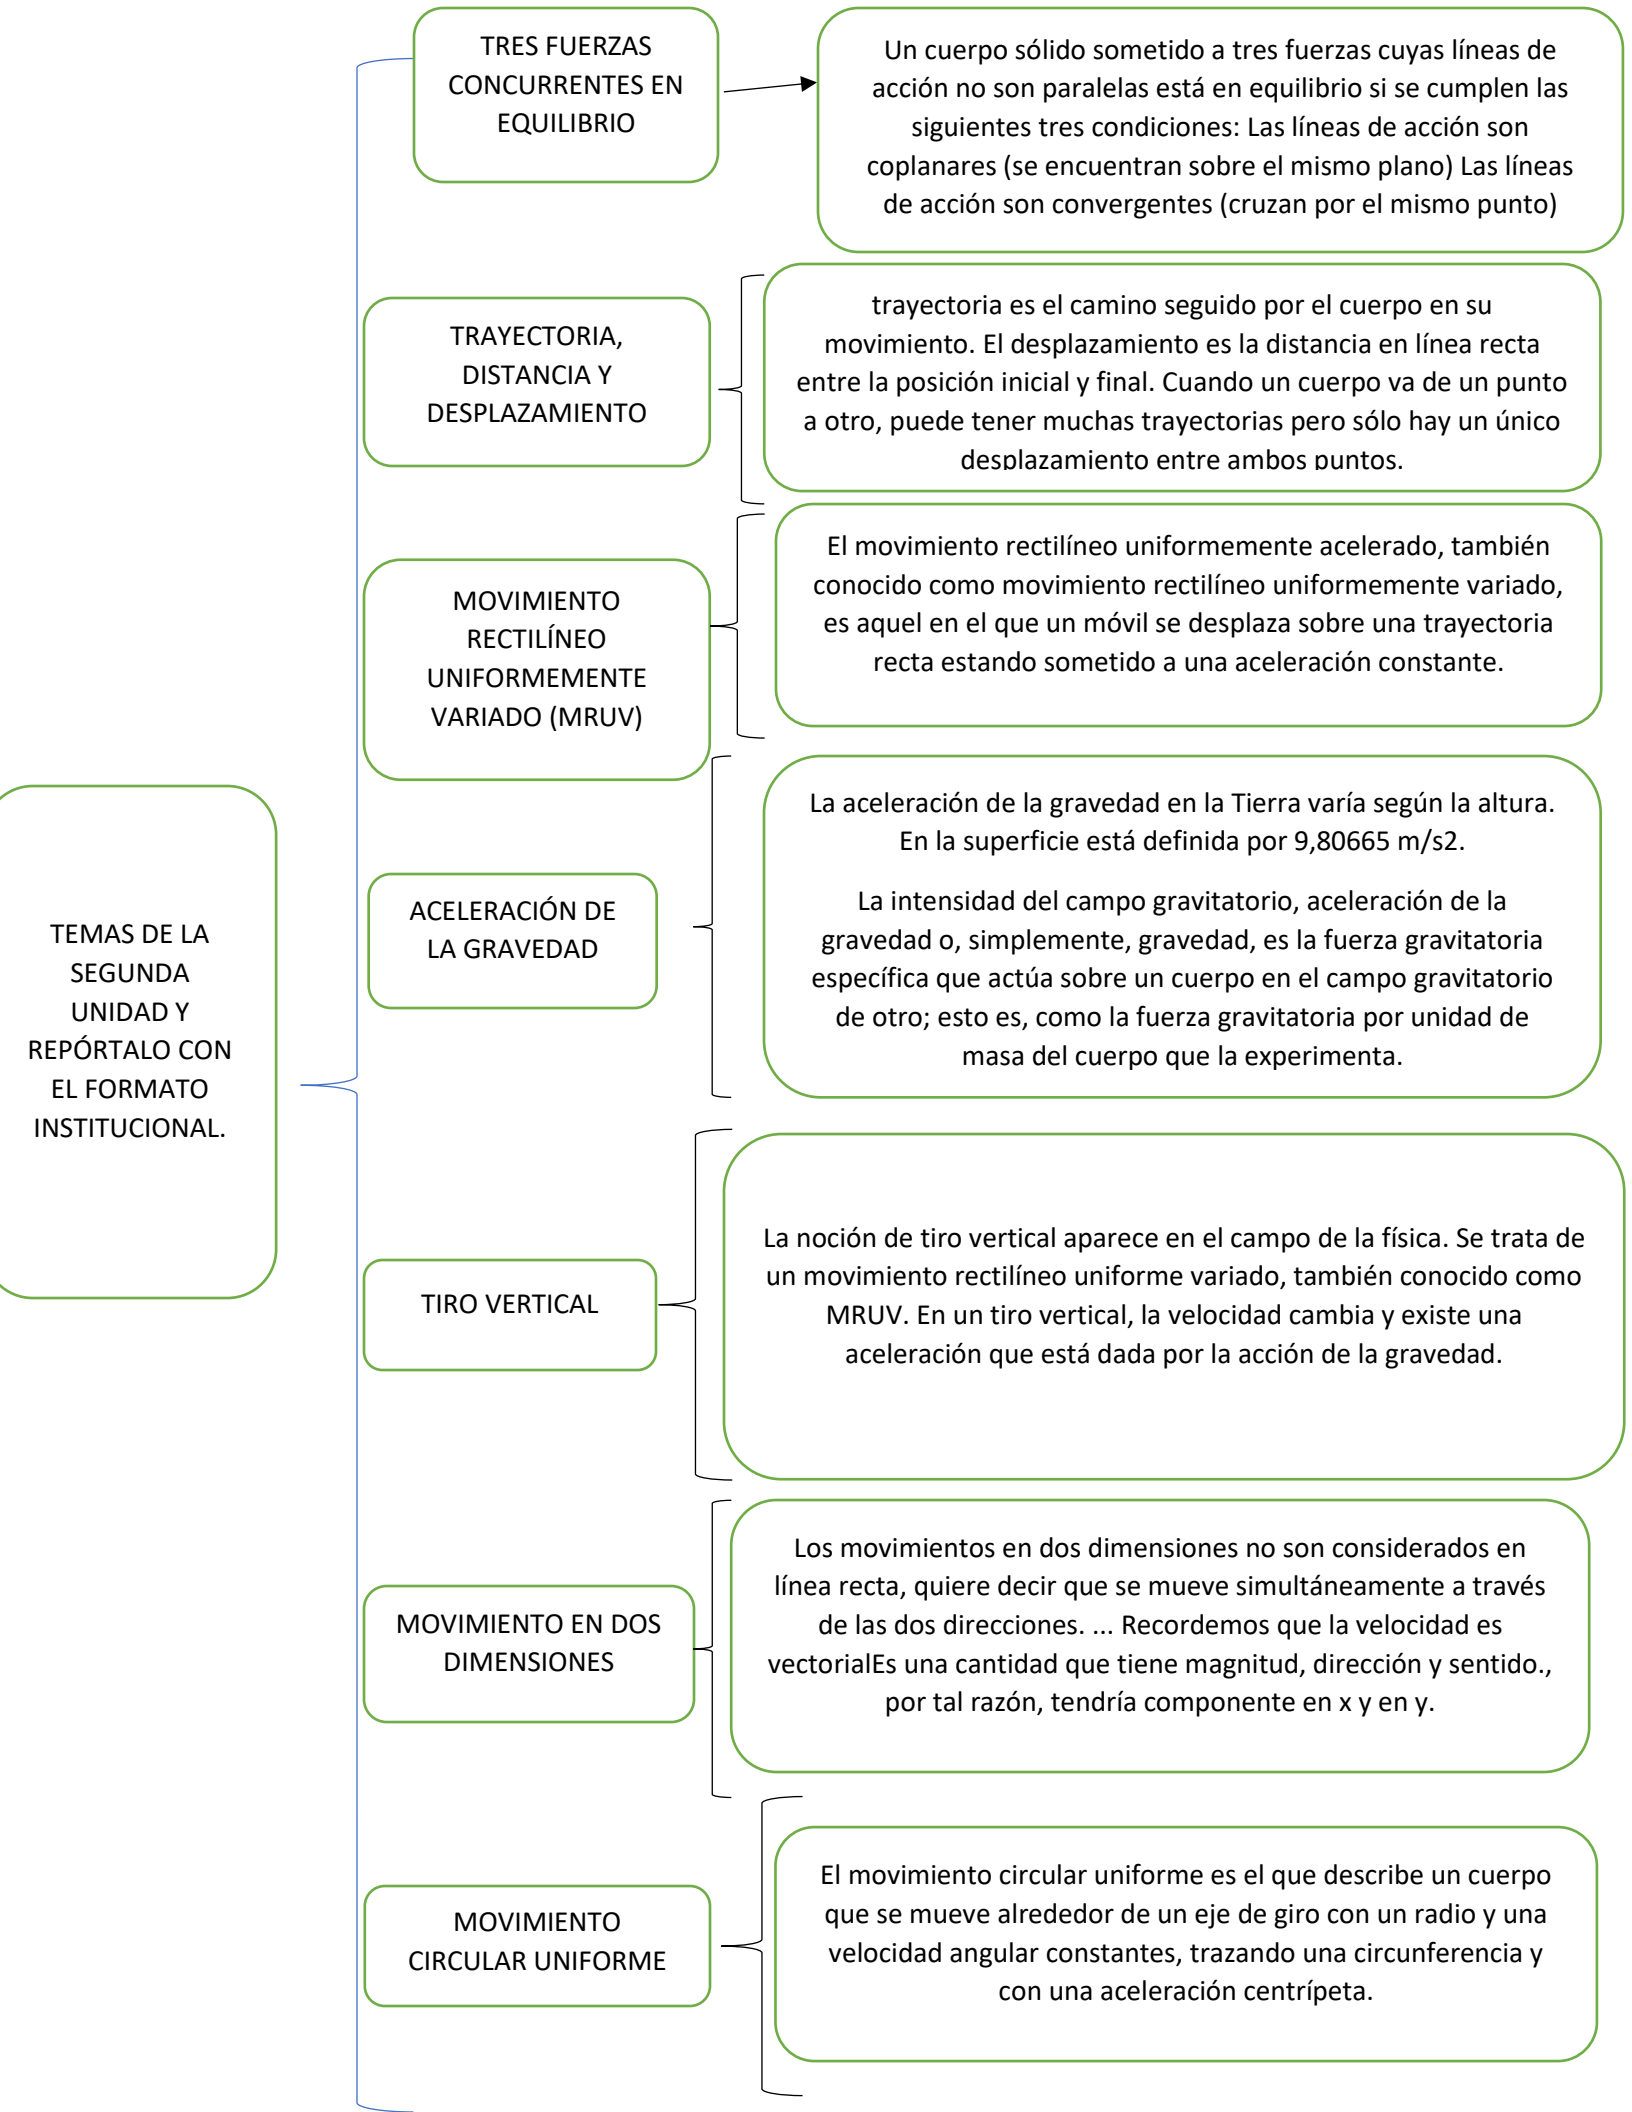 TRES FUERZAS
CONCURRENTES EN
EQUILIBRIO
Un cuerpo sólido sometido a tres fuerzas cuyas líneas de
acción no son paralelas está en equilibrio si se cumplen las
siguientes tres condiciones: Las líneas de acción son
coplanares (se encuentran sobre el mismo plano) Las líneas
de acción son convergentes (cruzan por el mismo punto)
TRAYECTORIA,
DISTANCIA Y
DESPLAZAMIENTO
trayectoria es el camino seguido por el cuerpo en su
movimiento. El desplazamiento es la distancia en línea recta
entre la posición inicial y final. Cuando un cuerpo va de un punto
a otro, puede tener muchas trayectorias pero sólo hay un único
desplazamiento entre ambos puntos.
MOVIMIENTO
RECTILÍNEO
UNIFORMEMENTE
VARIADO (MRUV)
El movimiento rectilíneo uniformemente acelerado, también
conocido como movimiento rectilíneo uniformemente variado,
es aquel en el que un móvil se desplaza sobre una trayectoria
recta estando sometido a una aceleración constante.
TEMAS DE LA
SEGUNDA
UNIDAD Y
REPÓRTALO CON
EL FORMATO
INSTITUCIONAL.
ACELERACIÓN DE
LA GRAVEDAD
La aceleración de la gravedad en la Tierra varía según la altura.
En la superficie está definida por 9,80665 m/s2.
La intensidad del campo gravitatorio, aceleración de la
gravedad o, simplemente, gravedad, es la fuerza gravitatoria
específica que actúa sobre un cuerpo en el campo gravitatorio
de otro; esto es, como la fuerza gravitatoria por unidad de
masa del cuerpo que la experimenta.
TIRO VERTICAL
La noción de tiro vertical aparece en el campo de la física. Se trata de
un movimiento rectilíneo uniforme variado, también conocido como
MRUV. En un tiro vertical, la velocidad cambia y existe una
aceleración que está dada por la acción de la gravedad.
MOVIMIENTO EN DOS
DIMENSIONES
Los movimientos en dos dimensiones no son considerados en
línea recta, quiere decir que se mueve simultáneamente a través
de las dos direcciones. ... Recordemos que la velocidad es
vectorialEs una cantidad que tiene magnitud, dirección y sentido.,
por tal razón, tendría componente en x y en y.
MOVIMIENTO
CIRCULAR UNIFORME
El movimiento circular uniforme es el que describe un cuerpo
que se mueve alrededor de un eje de giro con un radio y una
velocidad angular constantes, trazando una circunferencia y
con una aceleración centrípeta.